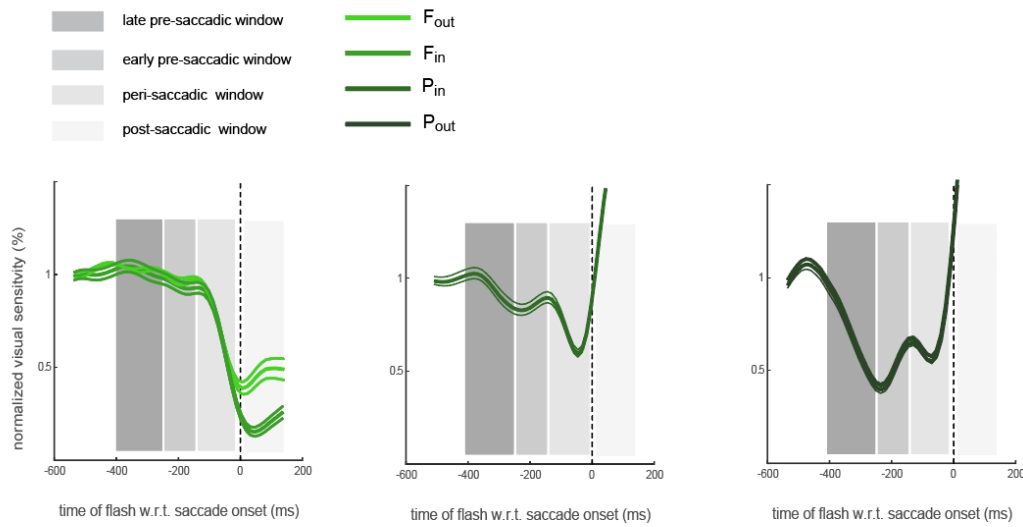 late pre-saccadic window
early pre-saccadic window
peri-saccadic window
post-saccadic window
Fout
Fin
Pin
Pout
normalized visual sensitvity (%)
1
0.5
-600 -400 -200 0 200
time of flash w.r.t. saccade onset (ms)
1
0.5
-600 -400 -200 0 200
time of flash w.r.t. saccade onset (ms)
1
0.5
-600 -400 -200 0 200
time of flash w.r.t. saccade onset (ms)